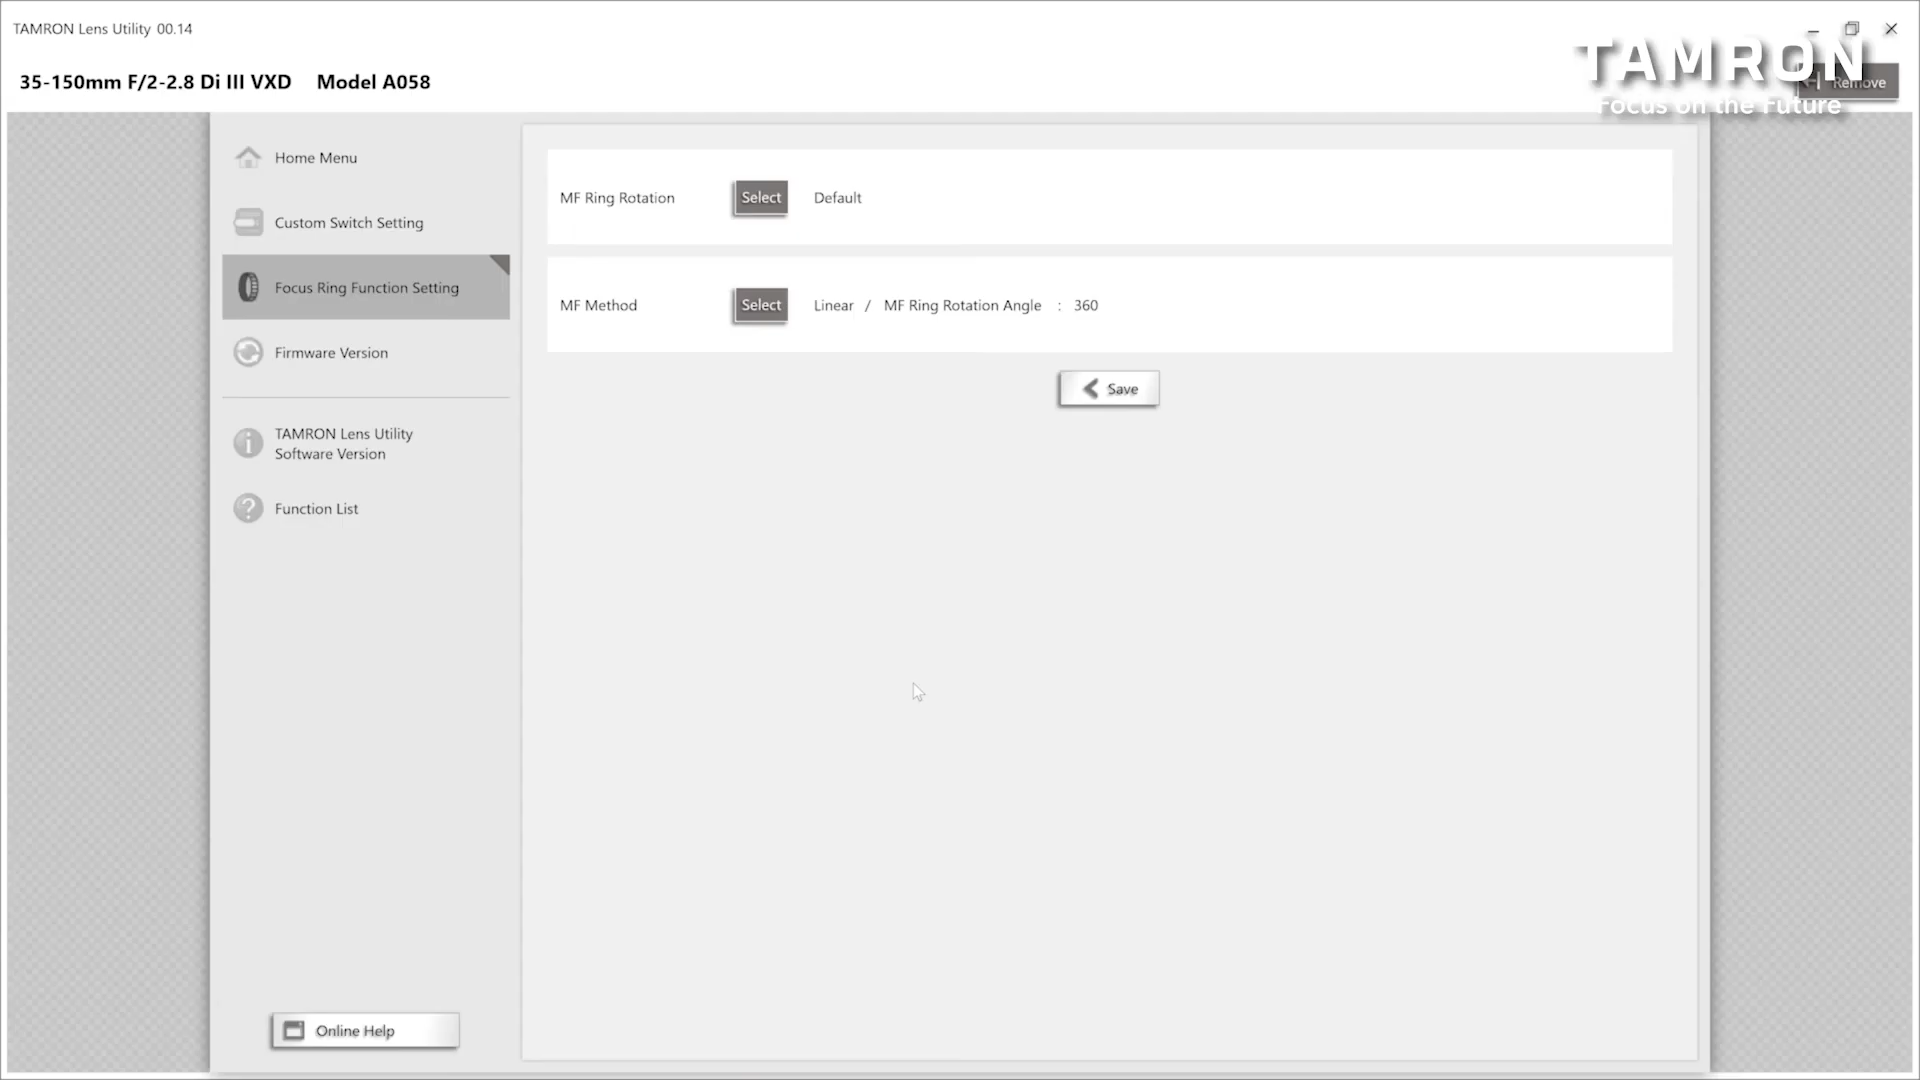 TAMRON Lens Utility 00.14
TAMRON
35-150mm F/2-2.8 Di III VXD Model A058
Remove
Focus on the Future
Home Menu
Custom Switch Setting
Focus Ring Function Setting
Firmware Version
TAMRON Lens Utility
Software Version
Function List
Online Help
MF Ring Rotation Select Default
MF Method Select Linear / MF Ring Rotation Angle : 360
Save